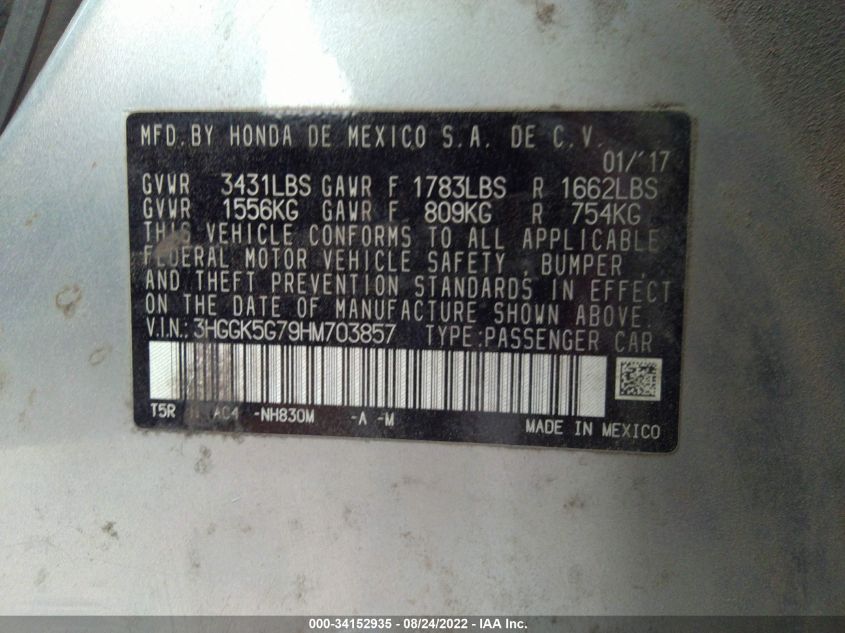 MFD. BY HONDA DE MEXICO S.A. DE C.V.
01/'17
GVWR 3431LBS GAWR F 1783LBS R 1662LBS
GVWR 1556KG GAWR F 809KG R 754KG
THIS VEHICLE CONFORMS TO ALL APPLICABLE
FEDERAL MOTOR VEHICLE SAFETY, BUMPER,
AND THEFT PREVENTION STANDARDS IN EFFECT
ON THE DATE OF MANUFACTURE SHOWN ABOVE.
V.I.N.: 3HGGK5G79HM703857 TYPE: PASSENGER CAR
T5R AC4 -NH830M -A -M
MADE IN MEXICO
000-34152935 - 08/24/2022 - IAA Inc.